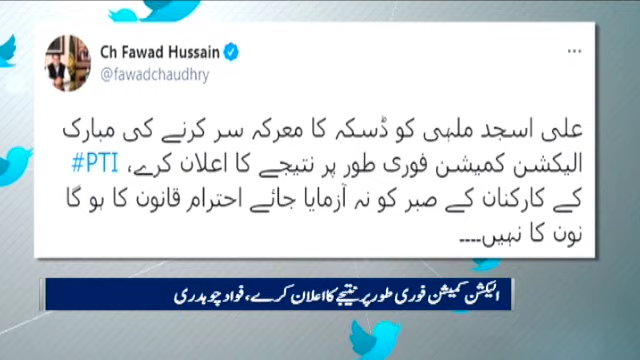 Ch Fawad Hussain
@fawadchaudhry
علی اسجد ملہی کو ڈسکہ کا معرکہ سر کرنے کی مبارک
الیکشن کمیشن فوری طور پر نتیجے کا اعلان کرے، PTI#
کے کارکنان کے صبر کو نہ آزمایا جائے احترام قانون کا ہو گا
نون کا نہیں....
الیکشن کمیشن فوری طور پر نتیجے کا اعلان کرے، فواد چوہدری